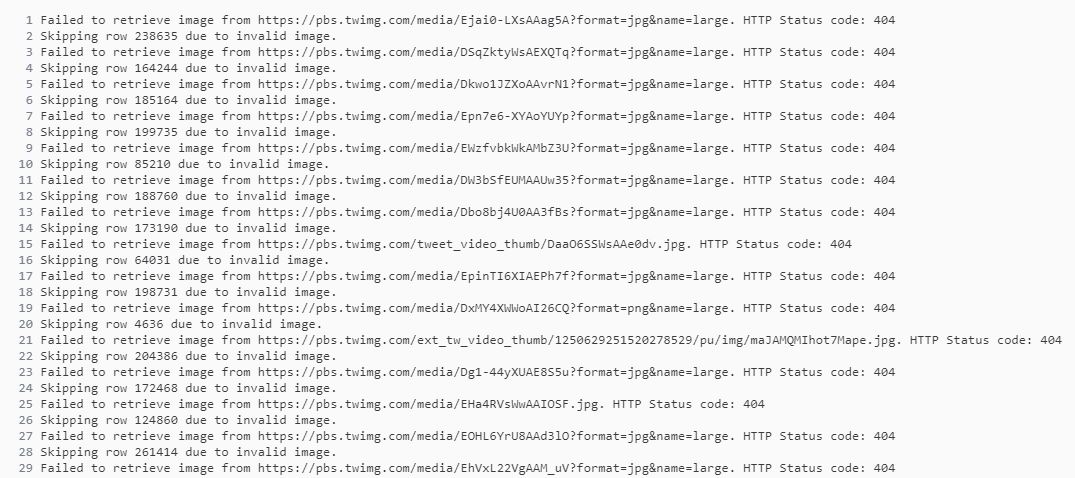 1 Failed to retrieve image from https://pbs.twimg.com/media/Ejai0-LXsAAag5A?format=jpg&name=large. HTTP Status code: 404
2 Skipping row 238635 due to invalid image.
3 Failed to retrieve image from https://pbs.twimg.com/media/DSqZktyWsAEXQTq?format=jpg&name=large. HTTP Status code: 404
4 Skipping row 164244 due to invalid image.
5 Failed to retrieve image from https://pbs.twimg.com/media/Dkwo1JZXoAAvrN1?format=jpg&name=large. HTTP Status code: 404
6 Skipping row 185164 due to invalid image.
7 Failed to retrieve image from https://pbs.twimg.com/media/Epn7e6-XYAoYUYp?format=jpg&name=large. HTTP Status code: 404
8 Skipping row 199735 due to invalid image.
9 Failed to retrieve image from https://pbs.twimg.com/media/EWzfvbkWkAMbZ3U?format=jpg&name=large. HTTP Status code: 404
10 Skipping row 85210 due to invalid image.
11 Failed to retrieve image from https://pbs.twimg.com/media/DW3bSfEUMAAUw35?format=jpg&name=large. HTTP Status code: 404
12 Skipping row 188760 due to invalid image.
13 Failed to retrieve image from https://pbs.twimg.com/media/Dbo8bj4U0AA3fBs?format=jpg&name=large. HTTP Status code: 404
14 Skipping row 173190 due to invalid image.
15 Failed to retrieve image from https://pbs.twimg.com/tweet_video_thumb/DaaO6SSWsAAe0dv.jpg. HTTP Status code: 404
16 Skipping row 64031 due to invalid image.
17 Failed to retrieve image from https://pbs.twimg.com/media/EpinTI6XIAEPh7f?format=jpg&name=large. HTTP Status code: 404
18 Skipping row 198731 due to invalid image.
19 Failed to retrieve image from https://pbs.twimg.com/media/DxMY4XWWoAI26CQ?format=png&name=large. HTTP Status code: 404
20 Skipping row 4636 due to invalid image.
21 Failed to retrieve image from https://pbs.twimg.com/ext_tw_video_thumb/1250629251520278529/pu/img/maJAMQMIhot7Mape.jpg. HTTP Status code: 404
22 Skipping row 204386 due to invalid image.
23 Failed to retrieve image from https://pbs.twimg.com/media/Dg1-44yXUAE8S5u?format=jpg&name=large. HTTP Status code: 404
24 Skipping row 172468 due to invalid image.
25 Failed to retrieve image from https://pbs.twimg.com/media/EHa4RVsWwAAIOSF.jpg. HTTP Status code: 404
26 Skipping row 124860 due to invalid image.
27 Failed to retrieve image from https://pbs.twimg.com/media/EOHL6YrU8AAd3lO?format=jpg&name=large. HTTP Status code: 404
28 Skipping row 261414 due to invalid image.
29 Failed to retrieve image from https://pbs.twimg.com/media/EhVxL22VgAAM_uV?format=jpg&name=large. HTTP Status code: 404